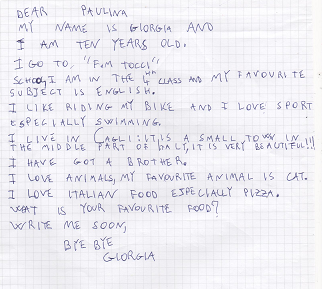 DEAR PAULINA
MY NAME IS GIORGIA AND
I AM TEN YEARS OLD.
I GO TO, "F.M TOCCI"
SCHOOL, I AM IN THE 4TH CLASS AND MY FAVOURITE
SUBJECT IS ENGLISH.
I LIKE RIDING MY BIKE AND I LOVE SPORT
ESPECIALLY SWIMMING.
I LIVE IN CAGLI: IT IS A SMALL TOWN IN
THE MIDDLE PART OF ITALY, IT IS VERY BEAUTIFUL!!!
I HAVE GOT A BROTHER.
I LOVE ANIMALS, MY FAVOURITE ANIMAL IS CAT.
I LOVE ITALIAN FOOD ESPECIALLY PIZZA.
WHAT IS YOUR FAVOURITE FOOD?
WRITE ME SOON,
BYE BYE
GIORGIA